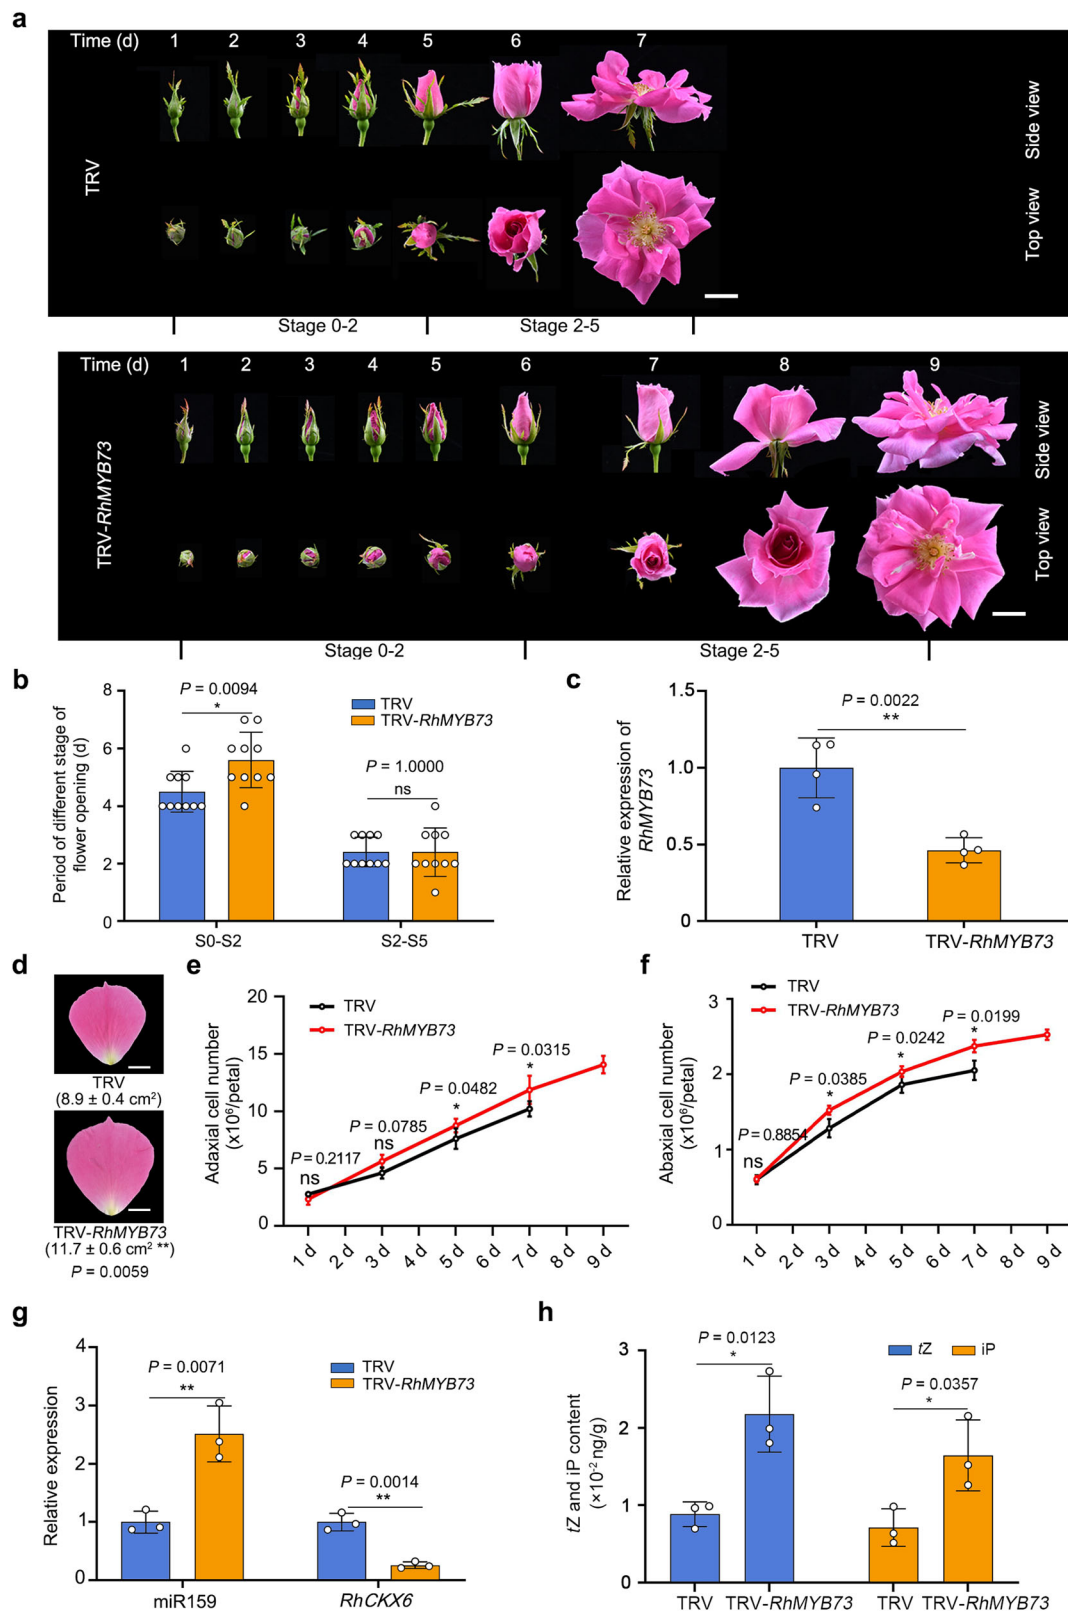 a
Time (d) 1 2 3 4 5 6 7
TRV
Side view
Top view
Stage 0-2 Stage 2-5
Time (d) 1 2 3 4 5 6 7 8 9
TRV-RhMYB73
Side view
Top view
Stage 0-2 Stage 2-5
b
Period of different stage of
flower opening (d)
8
6
4
2
0
P = 0.0094
*
TRV
TRV-RhMYB73
P = 1.0000
ns
S0-S2 S2-S5
c
Relative expression of
RhMYB73
1.5
1.0
0.5
0
P = 0.0022
**
TRV TRV-RhMYB73
d
TRV
(8.9 ± 0.4 cm²)
TRV-RhMYB73
(11.7 ± 0.6 cm² **)
P = 0.0059
e
Adaxial cell number
(x10⁶/petal)
20
15
10
5
0
TRV
TRV-RhMYB73
P = 0.0315
*
P = 0.0482
*
P = 0.0785
ns
P = 0.2117
ns
1 d 2 d 3 d 4 d 5 d 6 d 7 d 8 d 9 d
f
Abaxial cell number
(x10⁶/petal)
3
2
1
0
TRV
TRV-RhMYB73
P = 0.0199
*
P = 0.0242
*
P = 0.0385
*
P = 0.8854
ns
1 d 2 d 3 d 4 d 5 d 6 d 7 d 8 d 9 d
g
Relative expression
4
3
2
1
0
P = 0.0071
**
TRV
TRV-RhMYB73
P = 0.0014
**
miR159 RhCKX6
h
tZ and iP content
(×10⁻² ng/g)
3
2
1
0
P = 0.0123
*
tZ iP
P = 0.0357
*
TRV TRV-RhMYB73 TRV TRV-RhMYB73